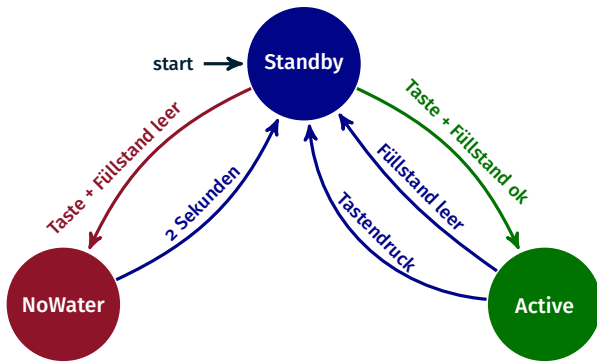 start
Standby
Taste + Füllstand leer
Taste + Füllstand ok
2 Sekunden
Füllstand leer
Tastendruck
NoWater
Active